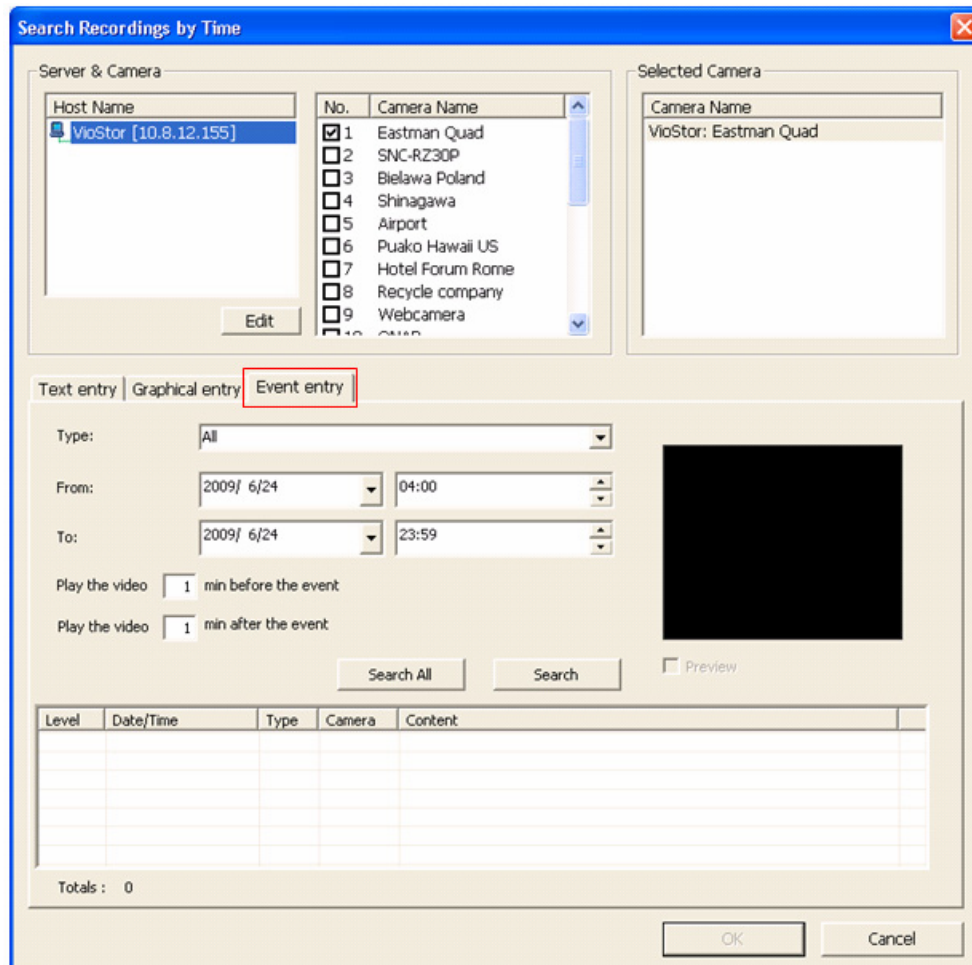 Search Recordings by Time
Server & Camera
Host Name
VioStor [10.8.12.155]
Edit
No. Camera Name
1 Eastman Quad
2 SNC-RZ30P
3 Bielawa Poland
4 Shinagawa
5 Airport
6 Puako Hawaii US
7 Hotel Forum Rome
8 Recycle company
9 Webcamera
Selected Camera
Camera Name
VioStor: Eastman Quad
Text entry Graphical entry Event entry
Type: All
From: 2009/ 6/24 04:00
To: 2009/ 6/24 23:59
Play the video 1 min before the event
Play the video 1 min after the event
Search All Search
Preview
Level Date/Time Type Camera Content
Totals : 0
OK Cancel